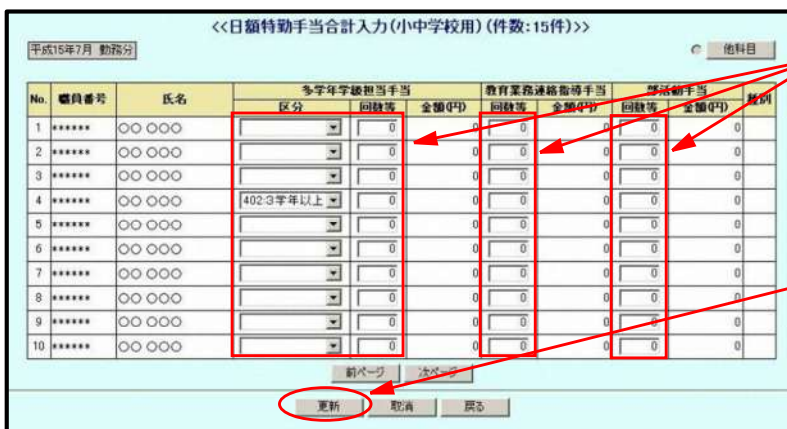 <<日額特勤手当合計入力(小中学校用)(件数:15件)>>
平成15年7月 勤務分 他科目
No. 職員番号 氏名 多学年学級担当手当 教育業務連絡指導手当 部活動手当 種別
区分 回数等 金額(円) 回数等 金額(円) 回数等 金額(円)
1 ****** ○○ ○○○ 0 0 0 0 0 0
2 ****** ○○ ○○○ 0 0 0 0 0 0
3 ****** ○○ ○○○ 0 0 0 0 0 0
4 ****** ○○ ○○○ 402:3学年以上 0 0 0 0 0 0
5 ****** ○○ ○○○ 0 0 0 0 0 0
6 ****** ○○ ○○○ 0 0 0 0 0 0
7 ****** ○○ ○○○ 0 0 0 0 0 0
8 ****** ○○ ○○○ 0 0 0 0 0 0
9 ****** ○○ ○○○ 0 0 0 0 0 0
10 ****** ○○ ○○○ 0 0 0 0 0 0
前ページ 次ページ
更新 取消 戻る